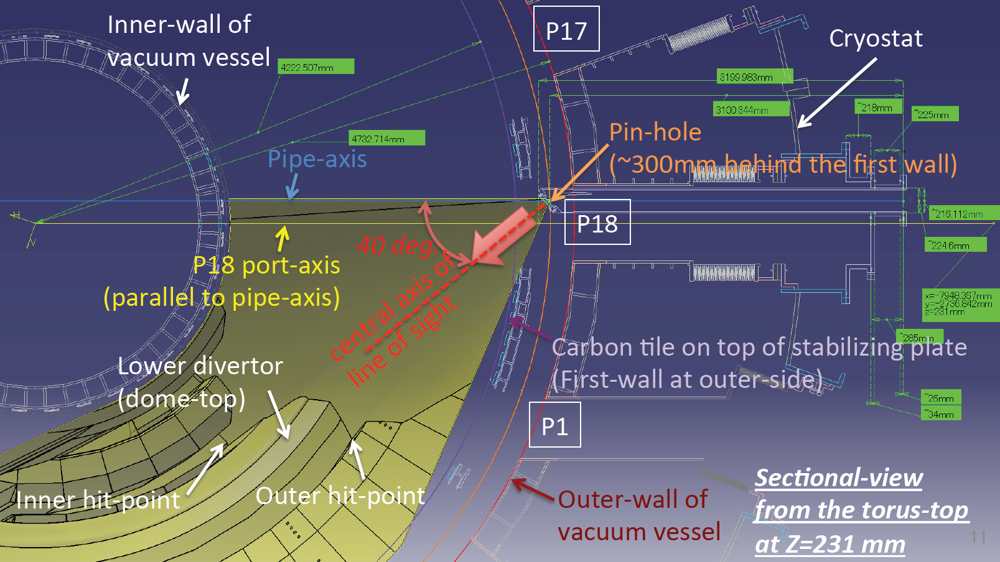 Inner-wall of
vacuum vessel
P17
Cryostat
4222.507mm
3199.983mm
3100.344mm
~218mm
~225mm
4732.714mm
Pin-hole
(~300mm behind the first wall)
Pipe-axis
H
V
P18
~216.112mm
40 deg.
~224.6mm
P18 port-axis
(parallel to pipe-axis)
central axis of
line of sight
x=-7948.367mm
y=-2736.842mm
z=231mm
~285mm
Carbon tile on top of stabilizing plate
(First-wall at outer-side)
Lower divertor
(dome-top)
~26mm
~34mm
P1
Inner hit-point
Outer hit-point
Outer-wall of
vacuum vessel
Sectional-view
from the torus-top
at Z=231 mm
11